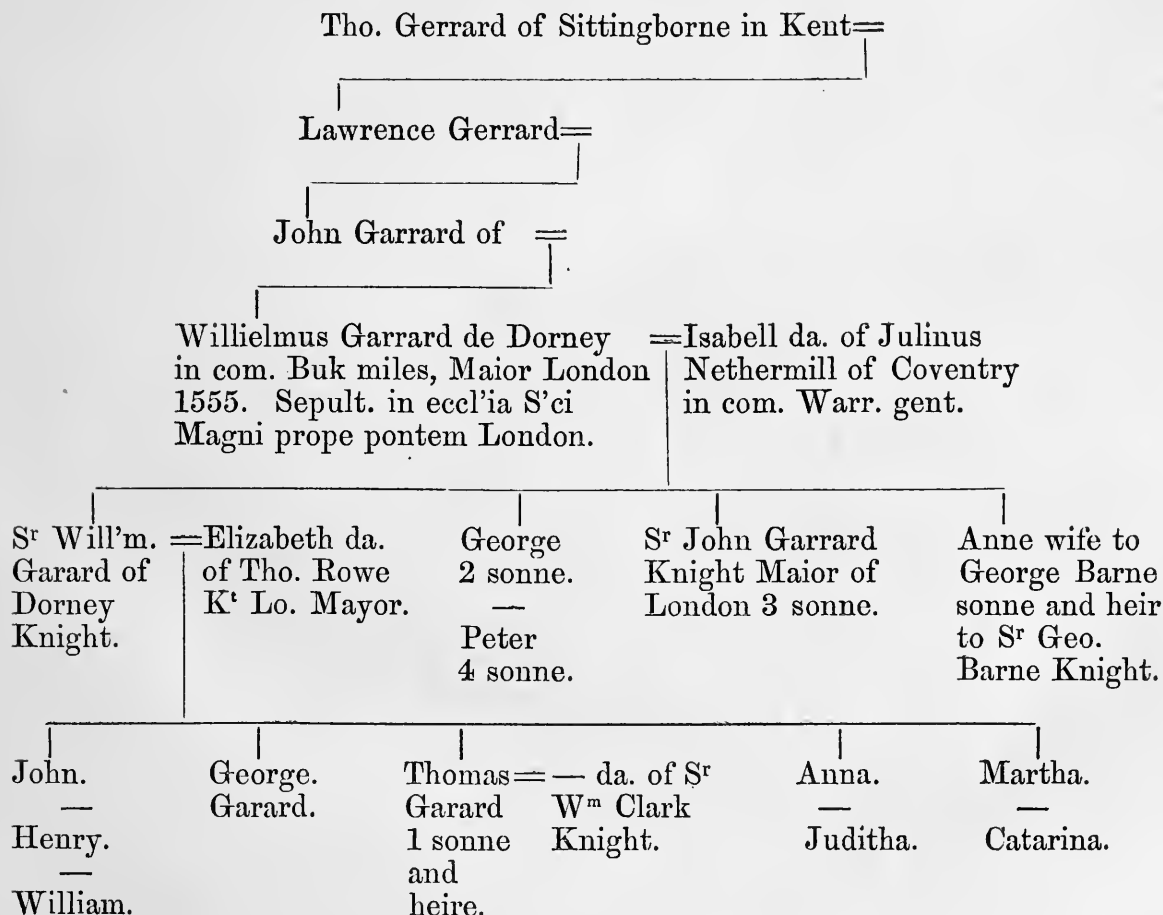 Tho. Gerrard of Sittingborne in Kent=
Lawrence Gerrard=
John Garrard of =
Willielmus Garrard de Dorney
in com. Buk miles, Maior London
1555. Sepult. in eccl'ia S'ci
Magni prope pontem London.
=Isabell da. of Julinus
Nethermill of Coventry
in com. Warr. gent.
Sʳ Will'm.
Garard of
Dorney
Knight.
=Elizabeth da.
of Tho. Rowe
Kᵗ Lo. Mayor.
George
2 sonne.
—
Peter
4 sonne.
Sʳ John Garrard
Knight Maior of
London 3 sonne.
Anne wife to
George Barne
sonne and heir
to Sʳ Geo.
Barne Knight.
John.
—
Henry.
—
William.
George.
Garard.
Thomas=
Garard
1 sonne
and
heire.
— da. of Sʳ
Wᵐ Clark
Knight.
Anna.
—
Juditha.
Martha.
—
Catarina.